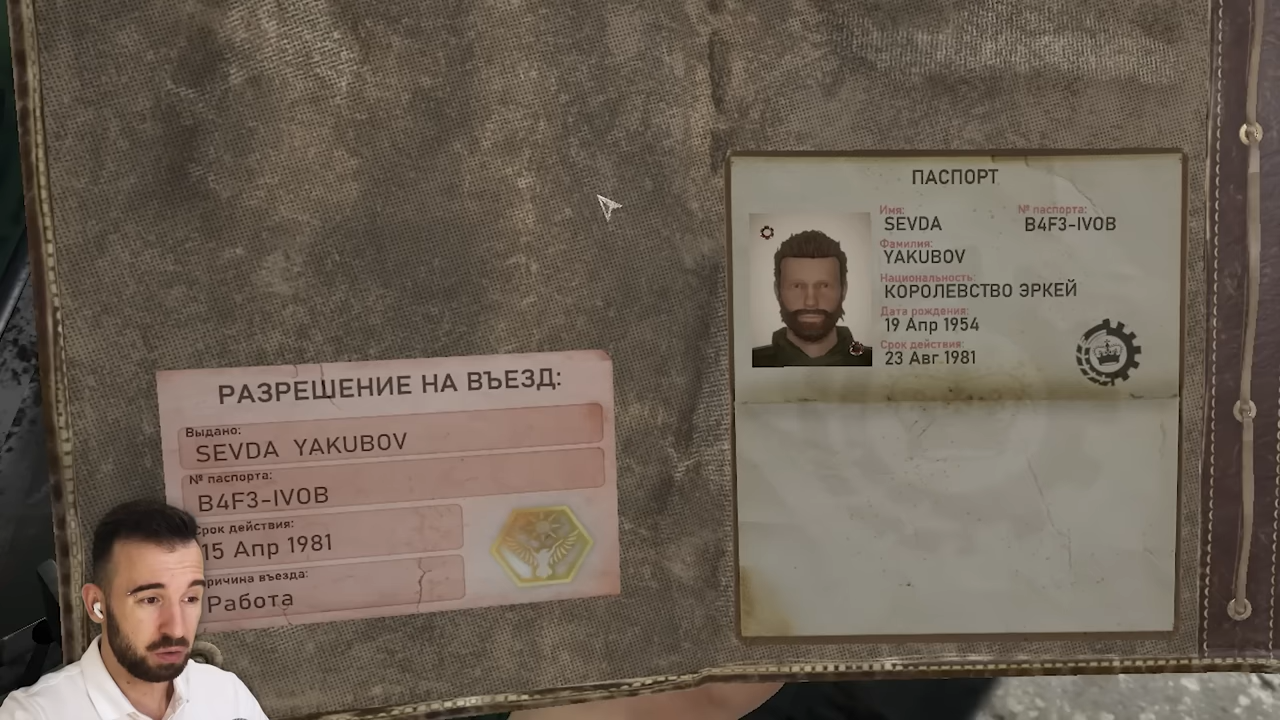 ПАСПОРТ
Имя:
SEVDA
№ паспорта:
B4F3-IVOB
Фамилия:
YAKUBOV
Национальность:
КОРОЛЕВСТВО ЭРКЕЙ
Дата рождения:
19 Апр 1954
Срок действия:
23 Авг 1981
РАЗРЕШЕНИЕ НА ВЪЕЗД:
Выдано:
SEVDA YAKUBOV
№ паспорта:
B4F3-IVOB
Срок действия:
15 Апр 1981
ричина въезда:
Работа